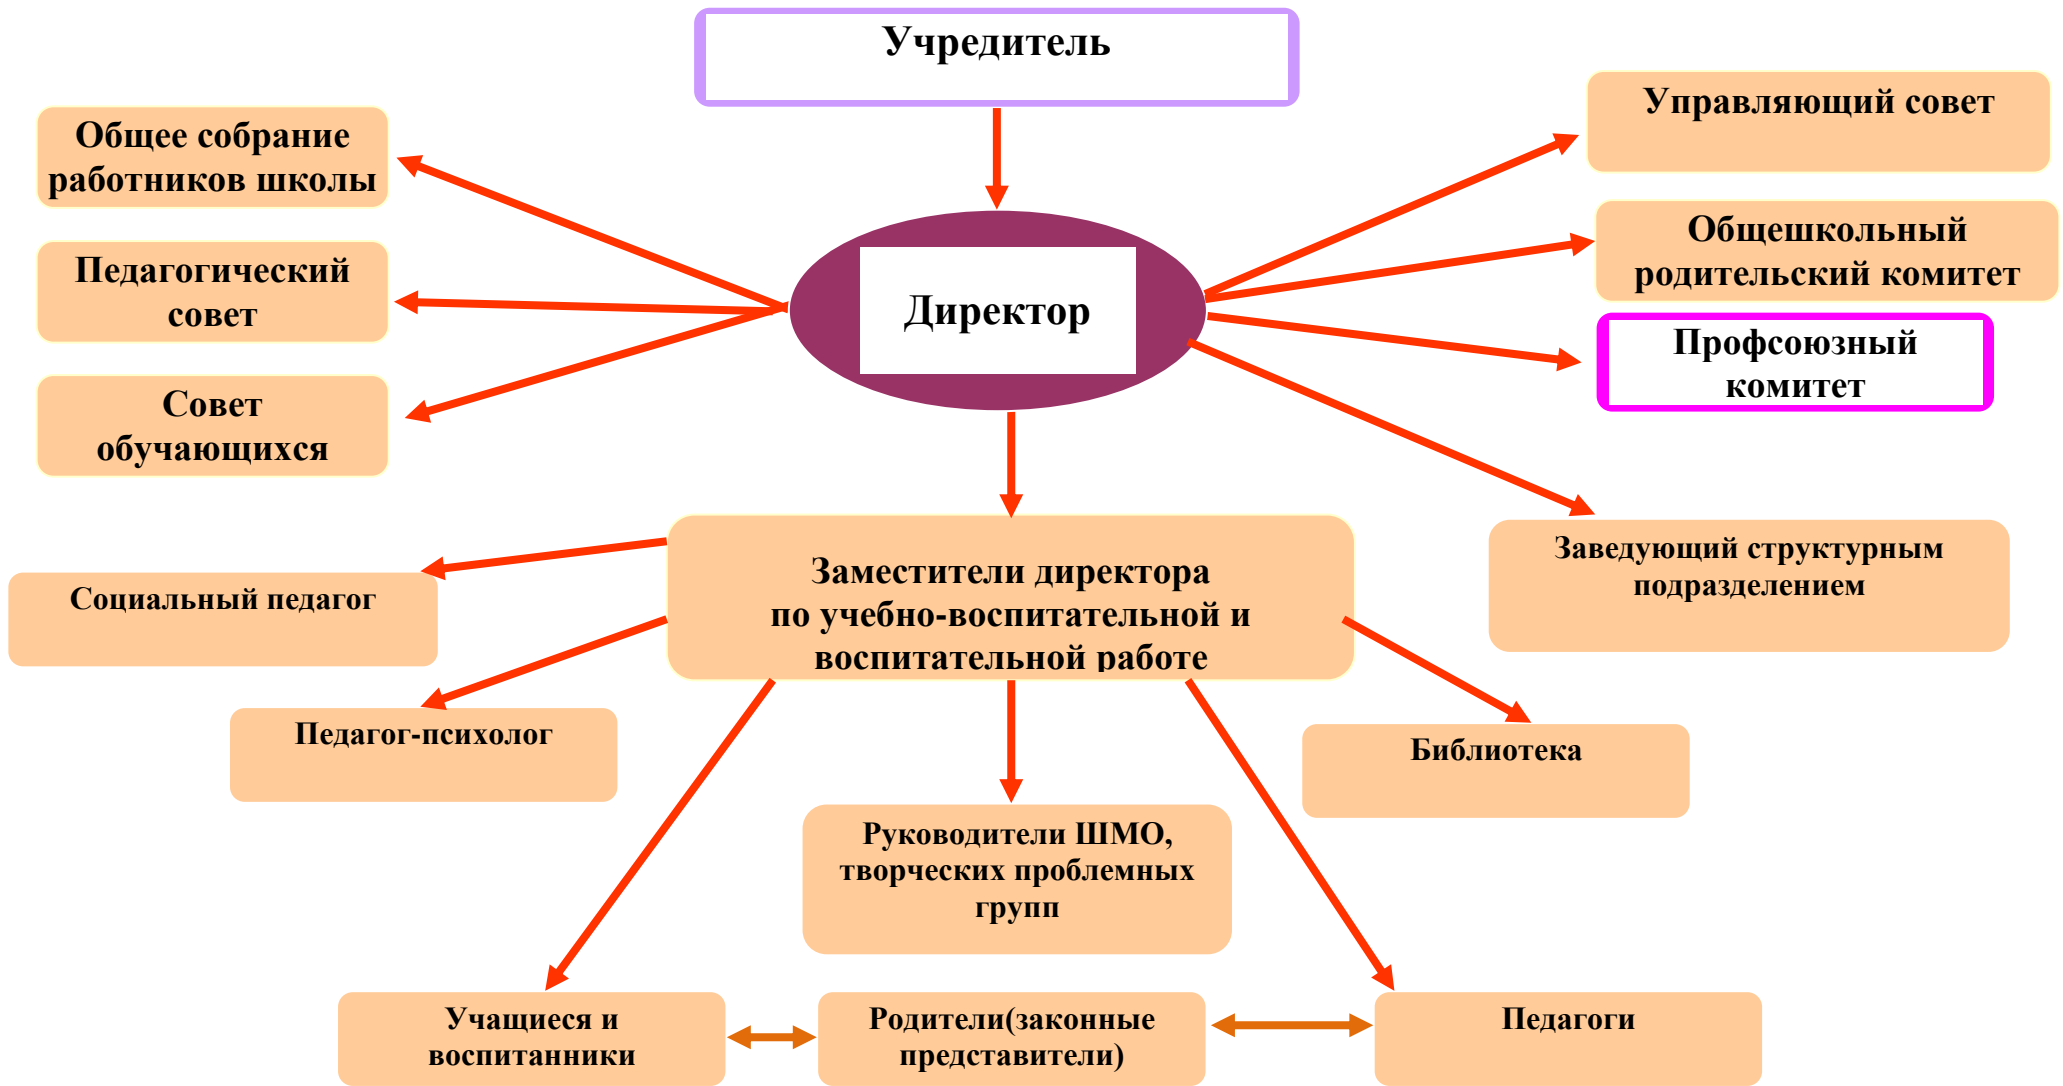 Учредитель
Общее собрание
работников школы
Педагогический
совет
Совет
обучающихся
Директор
Управляющий совет
Общешкольный
родительский комитет
Профсоюзный
комитет
Заместители директора
по учебно-воспитательной и
воспитательной работе
Заведующий структурным
подразделением
Социальный педагог
Педагог-психолог
Библиотека
Руководители ШМО,
творческих проблемных
групп
Учащиеся и
воспитанники
Родители(законные
представители)
Педагоги